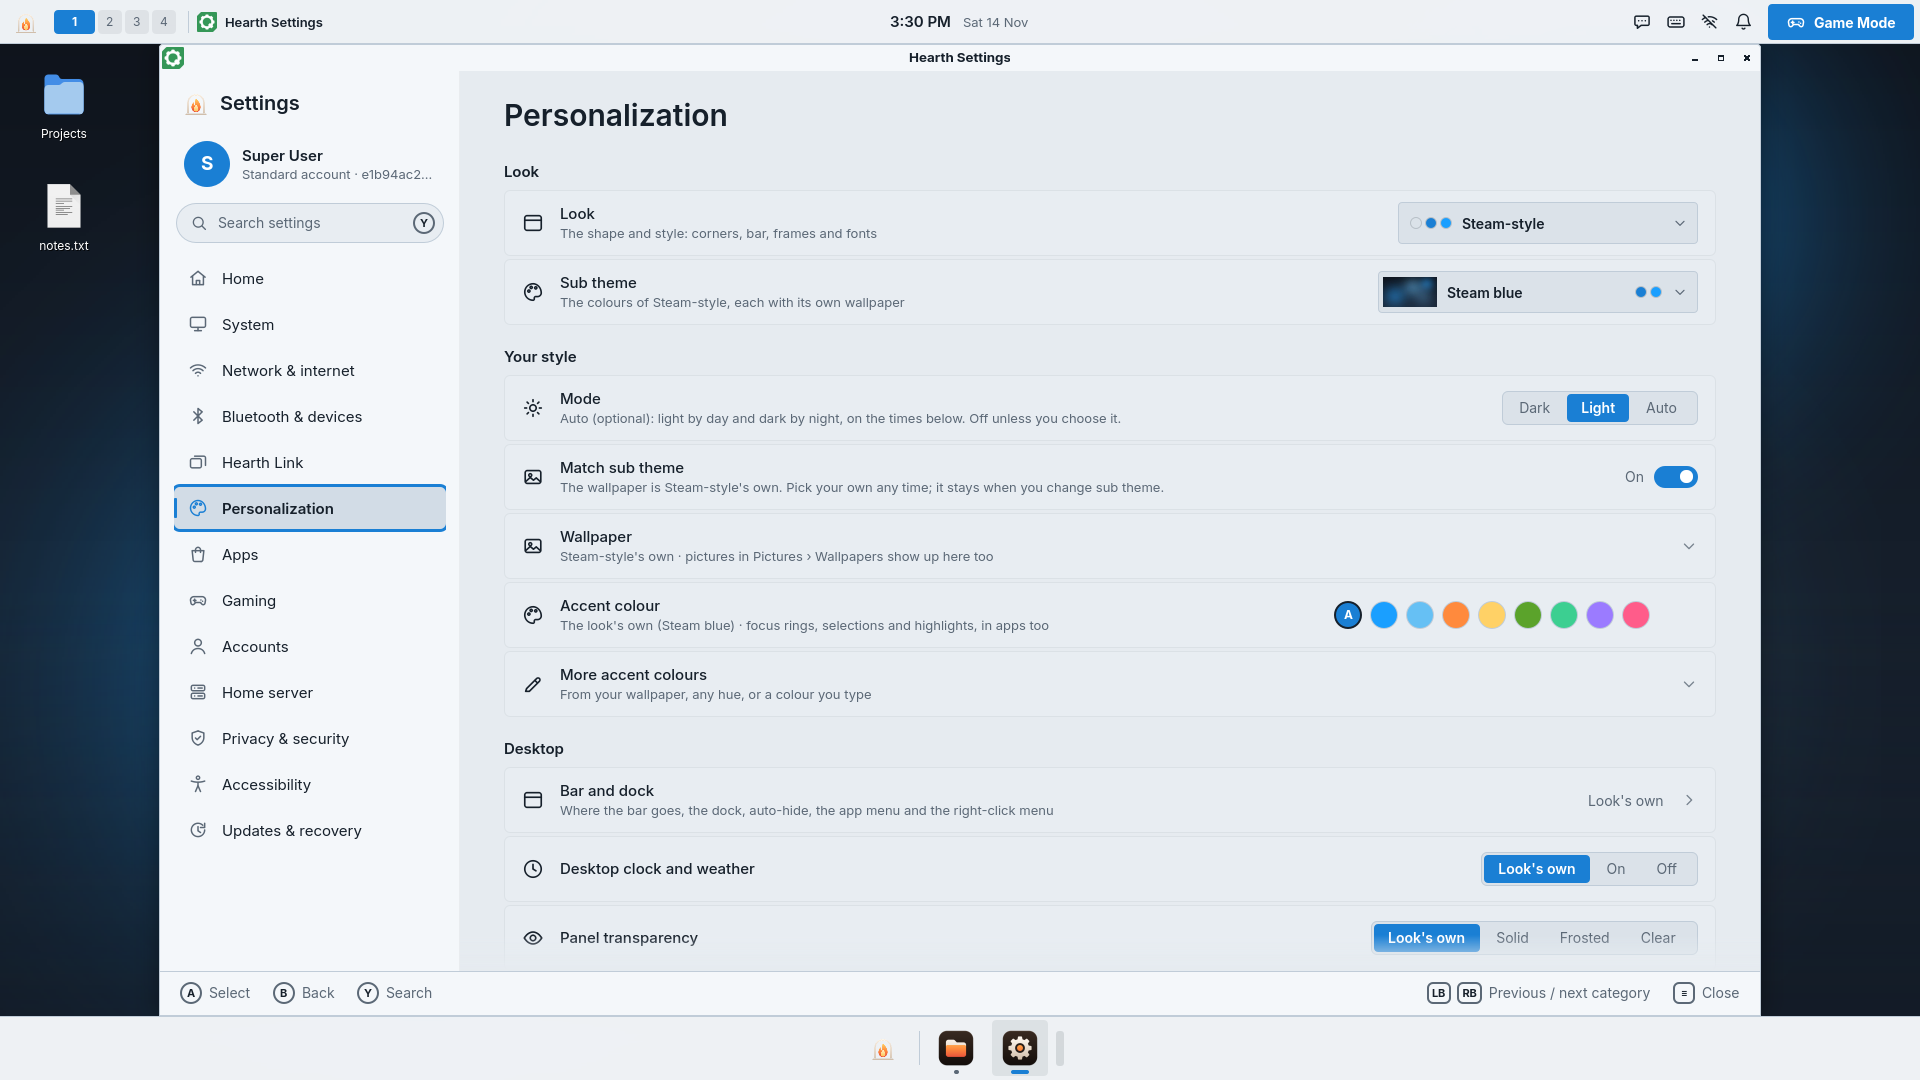 1 2 3 4 Hearth Settings 3:30 PM Sat 14 Nov Game Mode
Hearth Settings
Projects
notes.txt
Settings
S
Super User
Standard account · e1b94ac2...
Search settings Y
Home
System
Network & internet
Bluetooth & devices
Hearth Link
Personalization
Apps
Gaming
Accounts
Home server
Privacy & security
Accessibility
Updates & recovery
Personalization
Look
Look
The shape and style: corners, bar, frames and fonts
Steam-style
Sub theme
The colours of Steam-style, each with its own wallpaper
Steam blue
Your style
Mode
Auto (optional): light by day and dark by night, on the times below. Off unless you choose it.
Dark Light Auto
Match sub theme
The wallpaper is Steam-style's own. Pick your own any time; it stays when you change sub theme.
On
Wallpaper
Steam-style's own · pictures in Pictures › Wallpapers show up here too
Accent colour
The look's own (Steam blue) · focus rings, selections and highlights, in apps too
A
More accent colours
From your wallpaper, any hue, or a colour you type
Desktop
Bar and dock
Where the bar goes, the dock, auto-hide, the app menu and the right-click menu
Look's own
Desktop clock and weather
Look's own On Off
Panel transparency
Look's own Solid Frosted Clear
A Select B Back Y Search
LB RB Previous / next category ≡ Close